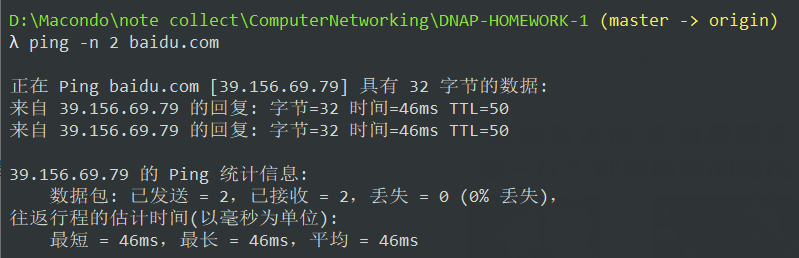 D:\Macondo\note collect\ComputerNetworking\DNAP-HOMEWORK-1 (master -> origin)
λ ping -n 2 baidu.com
正在 Ping baidu.com [39.156.69.79] 具有 32 字节的数据:
来自 39.156.69.79 的回复: 字节=32 时间=46ms TTL=50
来自 39.156.69.79 的回复: 字节=32 时间=46ms TTL=50
39.156.69.79 的 Ping 统计信息:
数据包: 已发送 = 2，已接收 = 2，丢失 = 0 (0% 丢失)，
往返行程的估计时间(以毫秒为单位):
最短 = 46ms，最长 = 46ms，平均 = 46ms